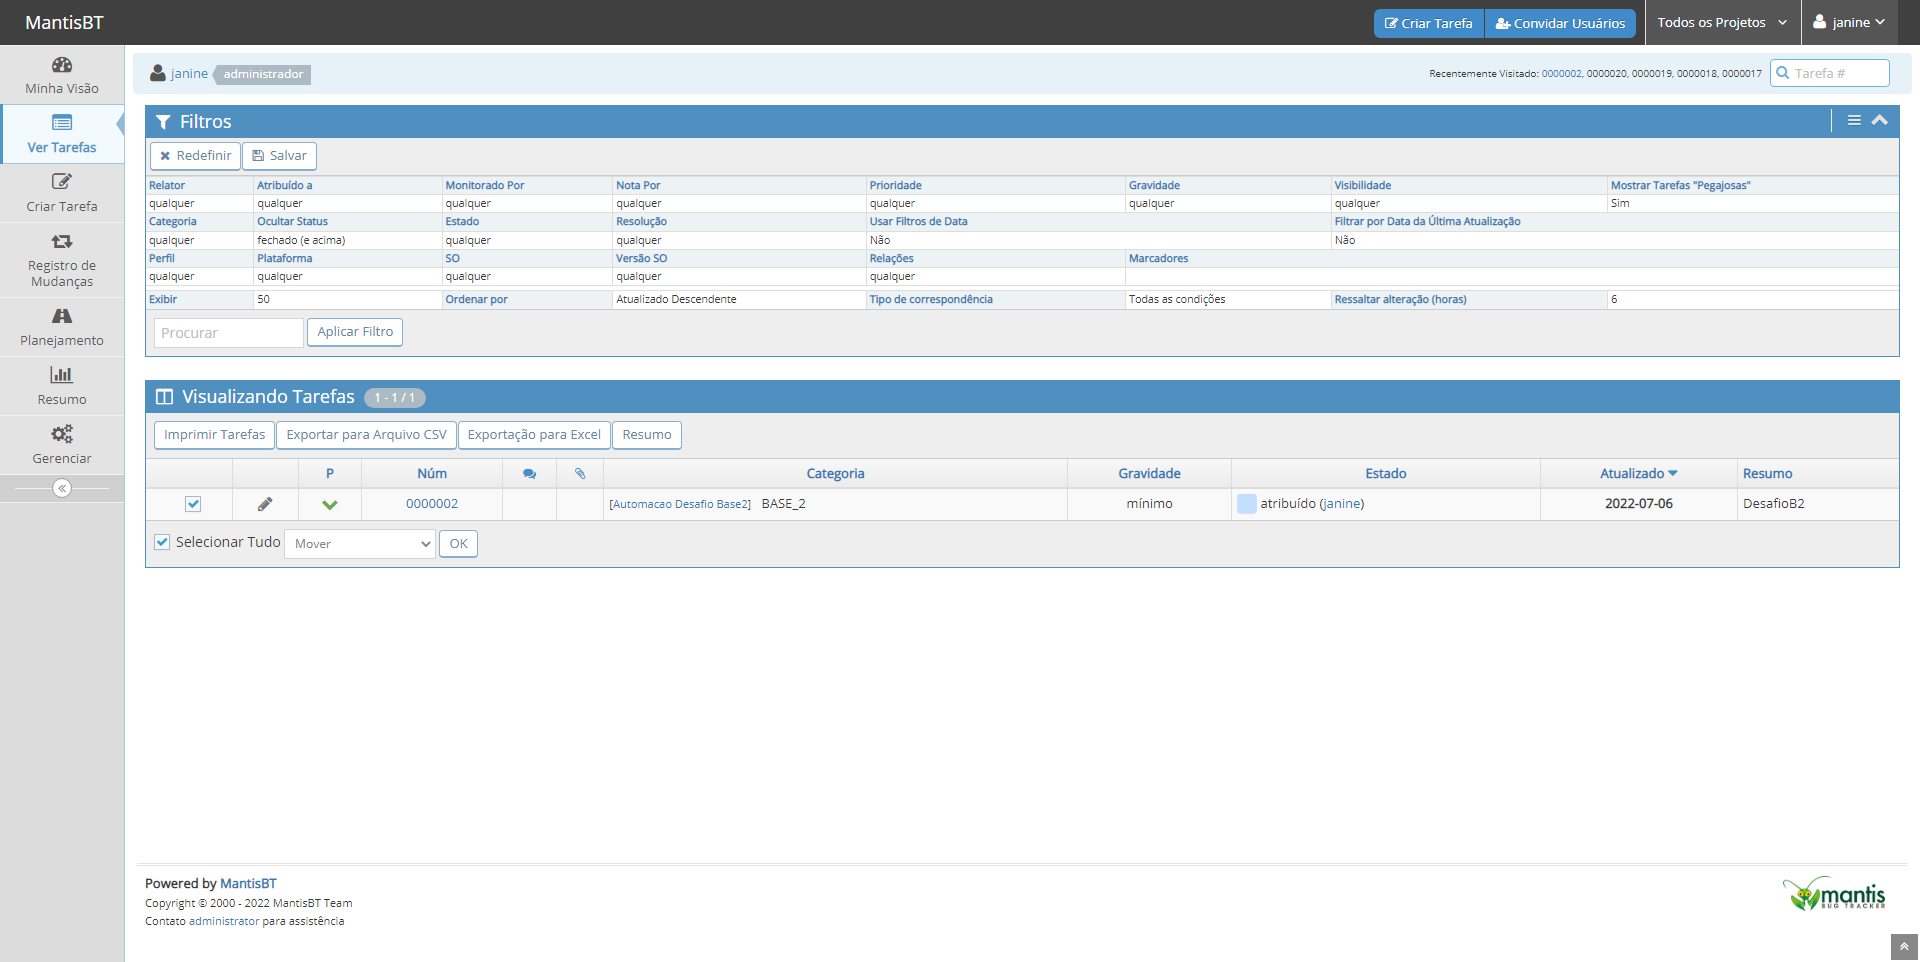 MantisBT
Criar Tarefa
Convidar Usuários
Todos os Projetos
janine
Minha Visão
Ver Tarefas
Criar Tarefa
Registro de
Mudanças
Planejamento
Resumo
Gerenciar
janine administrador
Recentemente Visitado: 0000002, 0000020, 0000019, 0000018, 0000017
Tarefa #
Filtros
Redefinir Salvar
Relator Atribuído a Monitorado Por Nota Por Prioridade Gravidade Visibilidade Mostrar Tarefas "Pegajosas"
qualquer qualquer qualquer qualquer qualquer qualquer qualquer Sim
Categoria Ocultar Status Estado Resolução Usar Filtros de Data Filtrar por Data da Última Atualização
qualquer fechado (e acima) qualquer qualquer Não Não
Perfil Plataforma SO Versão SO Relações Marcadores
qualquer qualquer qualquer qualquer qualquer
Exibir 50 Ordenar por Atualizado Descendente Tipo de correspondência Todas as condições Ressaltar alteração (horas) 6
Procurar Aplicar Filtro
Visualizando Tarefas 1 - 1 / 1
Imprimir Tarefas Exportar para Arquivo CSV Exportação para Excel Resumo
P Núm Categoria Gravidade Estado Atualizado Resumo
0000002 [Automacao Desafio Base2] BASE_2 mínimo atribuído (janine) 2022-07-06 DesafioB2
Selecionar Tudo Mover OK
Powered by MantisBT
Copyright © 2000 - 2022 MantisBT Team
Contato administrator para assistência
mantis
BUG TRACKER